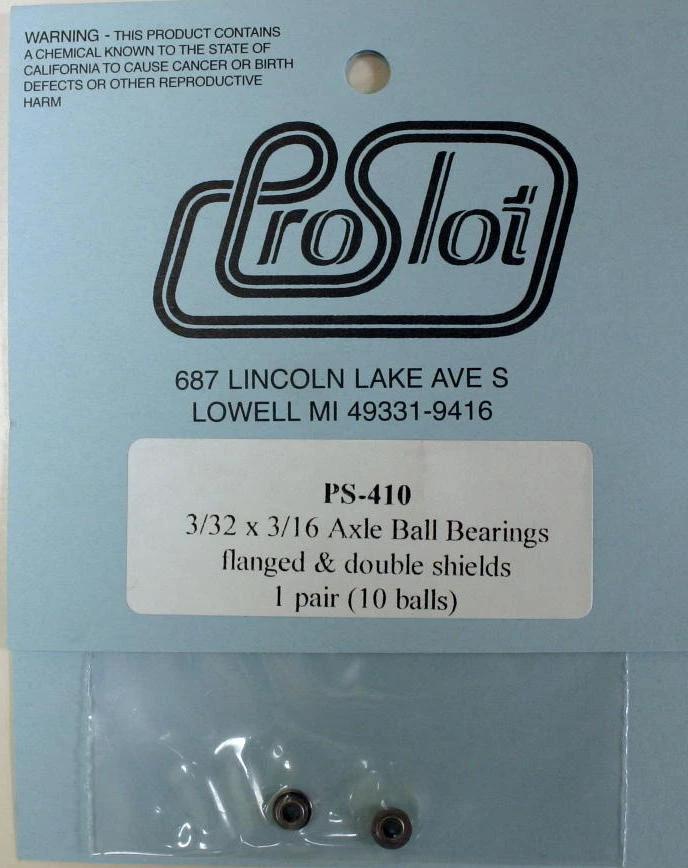 WARNING - THIS PRODUCT CONTAINS
A CHEMICAL KNOWN TO THE STATE OF
CALIFORNIA TO CAUSE CANCER OR BIRTH
DEFECTS OR OTHER REPRODUCTIVE
HARM
ProSlot
687 LINCOLN LAKE AVE S
LOWELL MI 49331-9416
PS-410
3/32 x 3/16 Axle Ball Bearings
flanged & double shields
1 pair (10 balls)